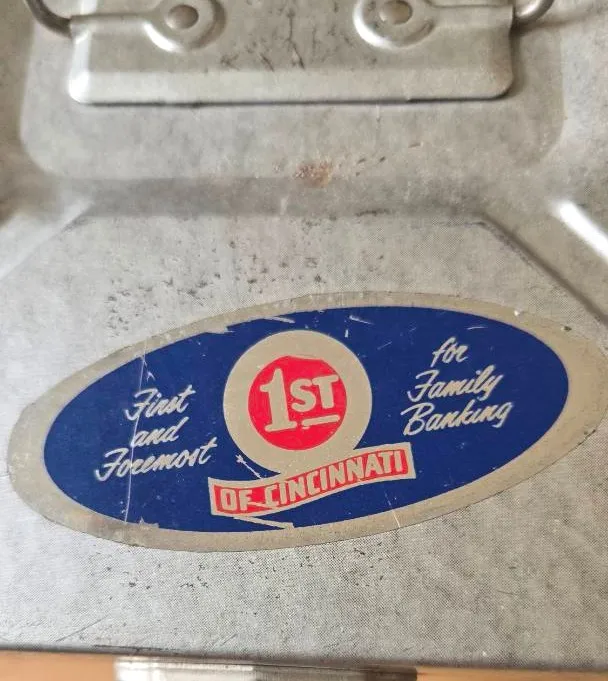 First
and
Foremost
1ST
OF CINCINNATI
for
Family
Banking